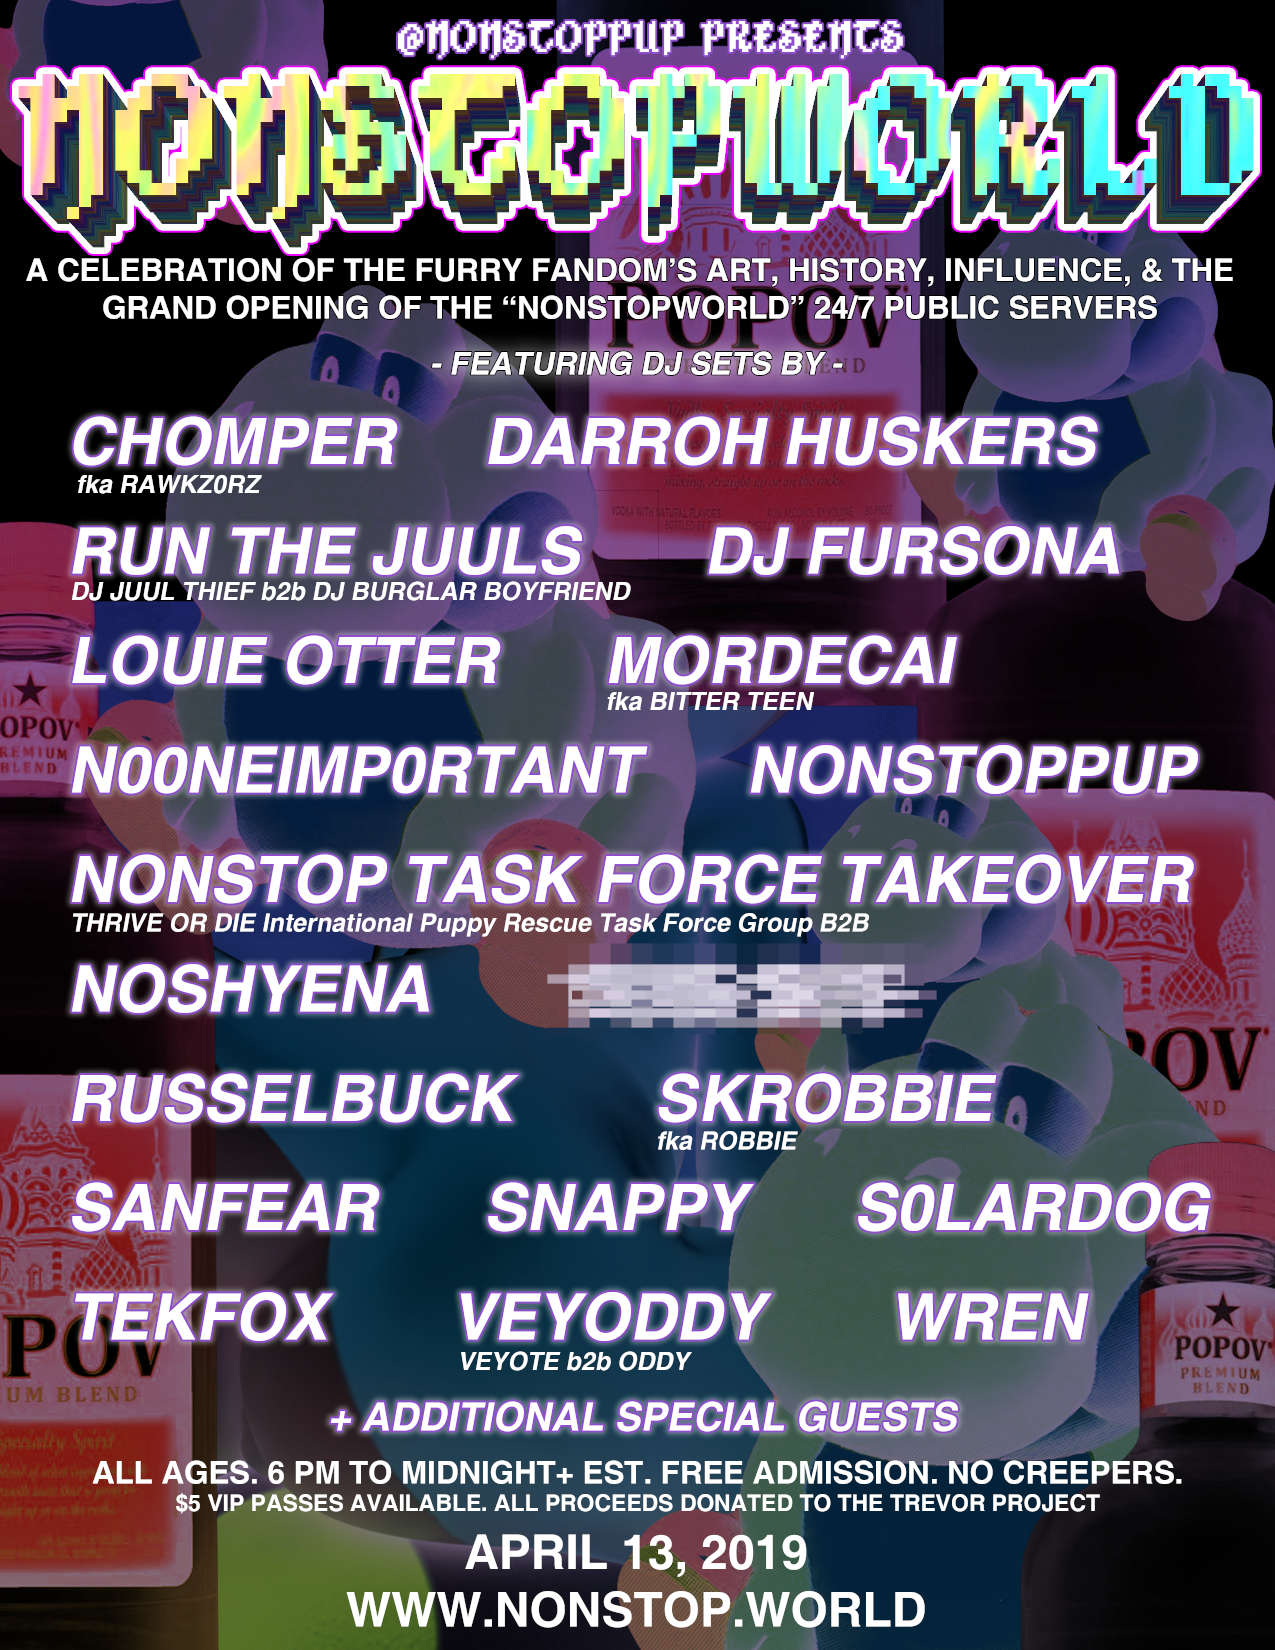 @NONSTOPPUP PRESENTS
NONSTOPWORLD
A CELEBRATION OF THE FURRY FANDOM'S ART, HISTORY, INFLUENCE, & THE
GRAND OPENING OF THE “NONSTOPWORLD” 24/7 PUBLIC SERVERS
POPOV
- FEATURING DJ SETS BY -
CHOMPER DARROH HUSKERS
fka RAWKZ0RZ
RUN THE JUULS DJ FURSONA
DJ JUUL THIEF b2b DJ BURGLAR BOYFRIEND
LOUIE OTTER MORDECAI
fka BITTER TEEN
N00NEIMP0RTANT NONSTOPPUP
NONSTOP TASK FORCE TAKEOVER
THRIVE OR DIE International Puppy Rescue Task Force Group B2B
NOSHYENA
RUSSELBUCK SKROBBIE
fka ROBBIE
SANFEAR SNAPPY S0LARDOG
TEKFOX VEYODDY WREN
VEYOTE b2b ODDY
POPOV
PREMIUM
BLEND
+ ADDITIONAL SPECIAL GUESTS
ALL AGES. 6 PM TO MIDNIGHT+ EST. FREE ADMISSION. NO CREEPERS.
$5 VIP PASSES AVAILABLE. ALL PROCEEDS DONATED TO THE TREVOR PROJECT
APRIL 13, 2019
WWW.NONSTOP.WORLD